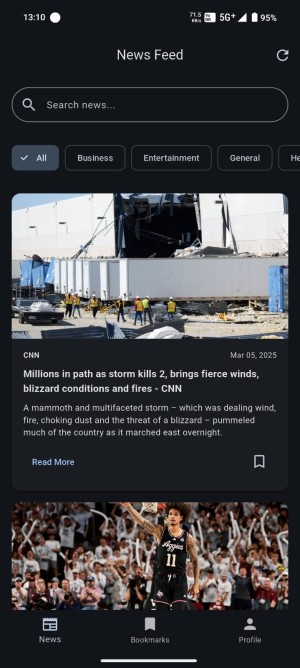 13:10
71.5
KB/s
5G+
95%
News Feed
Search news...
All
Business
Entertainment
General
He
CNN
Mar 05, 2025
Millions in path as storm kills 2, brings fierce winds,
blizzard conditions and fires - CNN
A mammoth and multifaceted storm – which was dealing wind,
fire, choking dust and the threat of a blizzard – pummeled
much of the country as it marched east overnight.
Read More
Aggies
11
News
Bookmarks
Profile